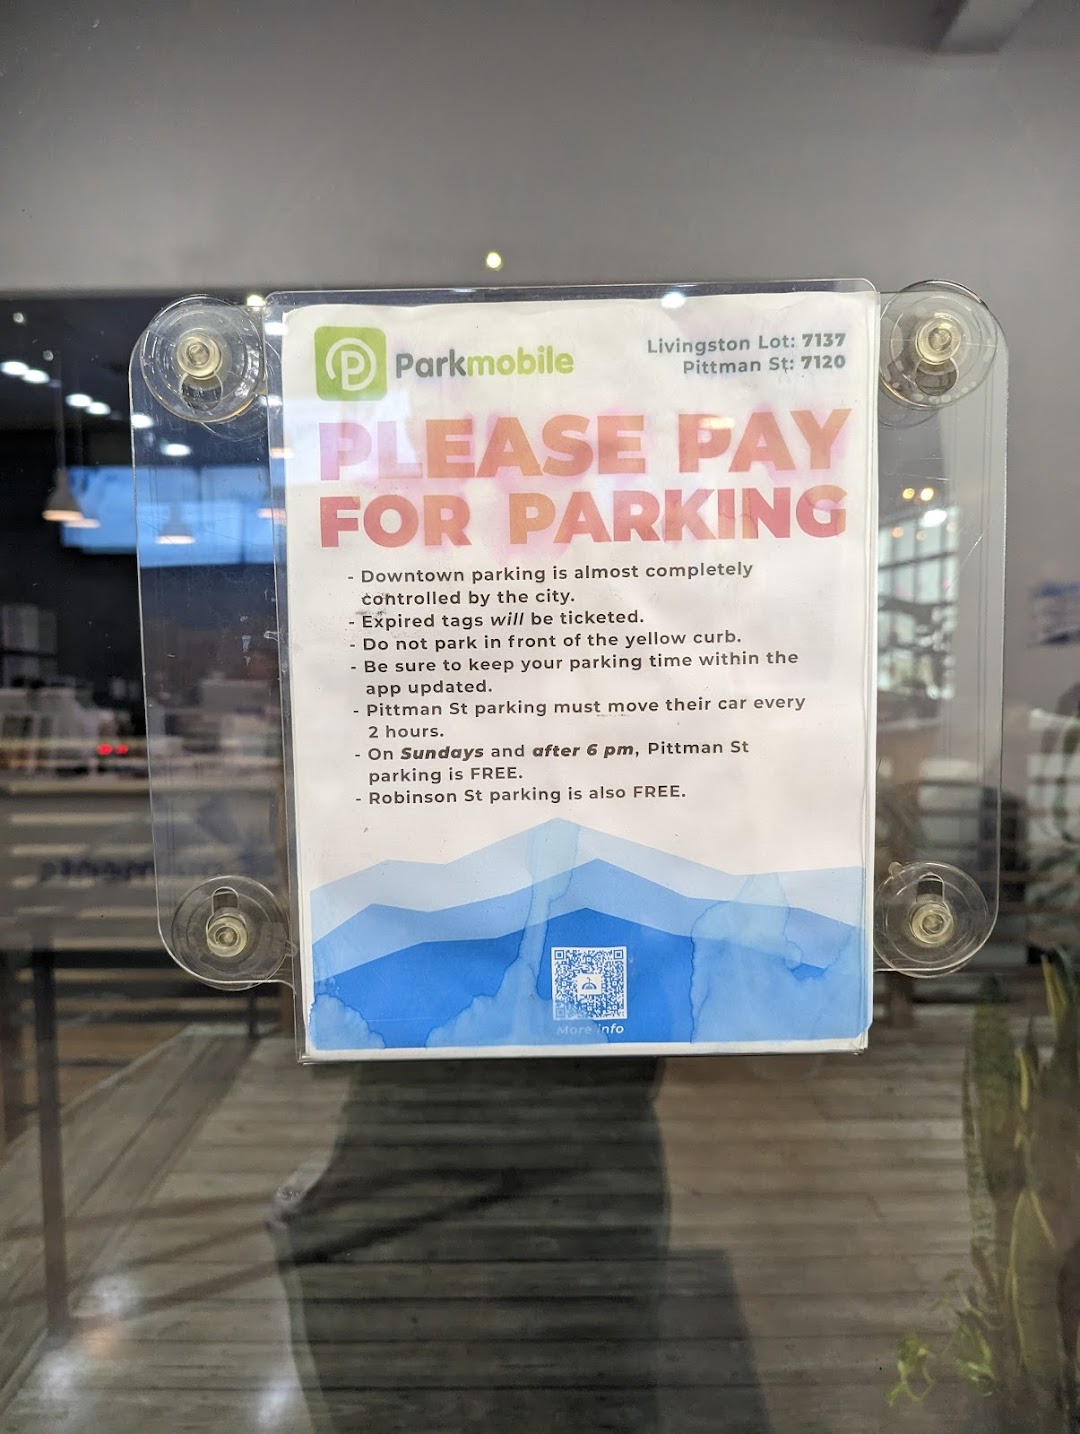 Parkmobile
Livingston Lot: 7137
Pittman St: 7120
PLEASE PAY
FOR PARKING
- Downtown parking is almost completely
controlled by the city.
- Expired tags will be ticketed.
- Do not park in front of the yellow curb.
- Be sure to keep your parking time within the
app updated.
- Pittman St parking must move their car every
2 hours.
- On Sundays and after 6 pm, Pittman St
parking is FREE.
- Robinson St parking is also FREE.
More info